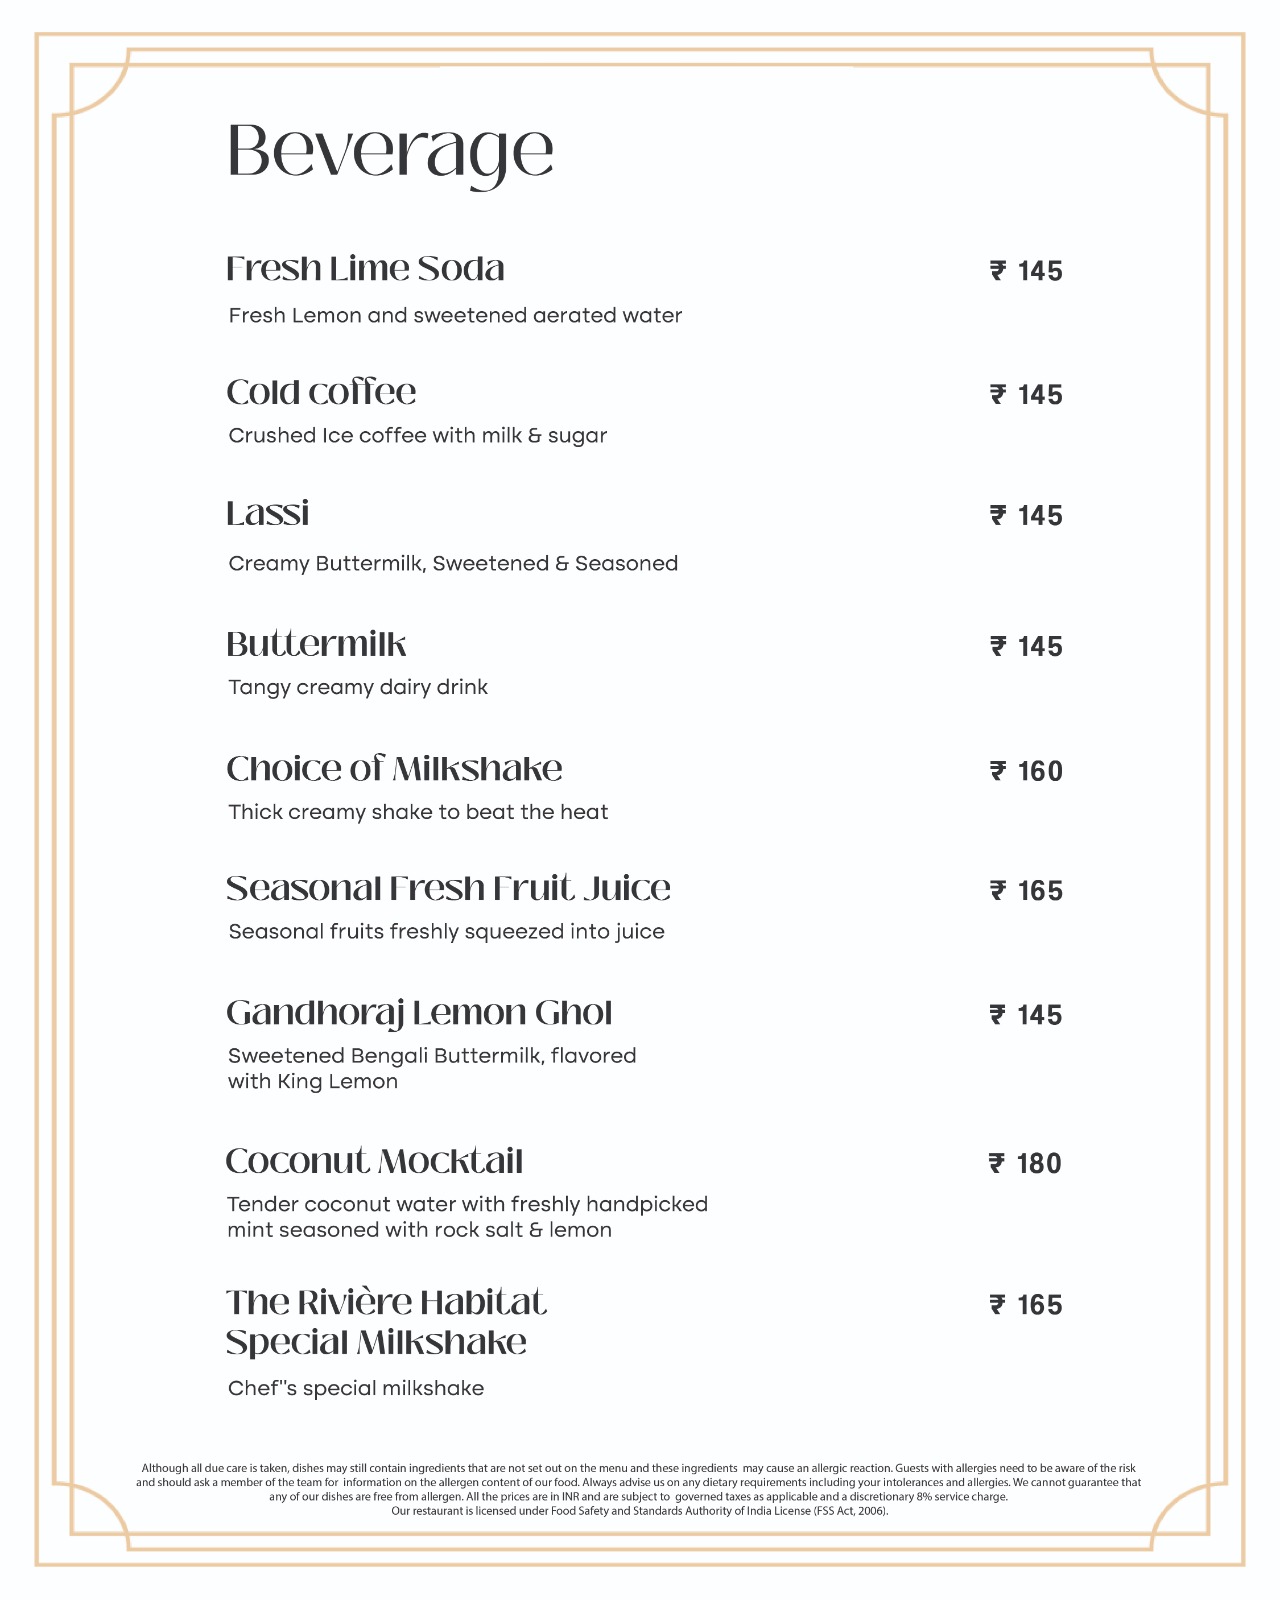 Beverage
Fresh Lime Soda ₹ 145
Fresh Lemon and sweetened aerated water
Cold coffee ₹ 145
Crushed Ice coffee with milk & sugar
Lassi ₹ 145
Creamy Buttermilk, Sweetened & Seasoned
Buttermilk ₹ 145
Tangy creamy dairy drink
Choice of Milkshake ₹ 160
Thick creamy shake to beat the heat
Seasonal Fresh Fruit Juice ₹ 165
Seasonal fruits freshly squeezed into juice
Gandhoraj Lemon Ghol ₹ 145
Sweetened Bengali Buttermilk, flavored
with King Lemon
Coconut Mocktail ₹ 180
Tender coconut water with freshly handpicked
mint seasoned with rock salt & lemon
The Rivière Habitat ₹ 165
Special Milkshake
Chef"s special milkshake
Although all due care is taken, dishes may still contain ingredients that are not set out on the menu and these ingredients may cause an allergic reaction. Guests with allergies need to be aware of the risk
and should ask a member of the team for information on the allergen content of our food. Always advise us on any dietary requirements including your intolerances and allergies. We cannot guarantee that
any of our dishes are free from allergen. All the prices are in INR and are subject to governed taxes as applicable and a discretionary 8% service charge.
Our restaurant is licensed under Food Safety and Standards Authority of India License (FSS Act, 2006).